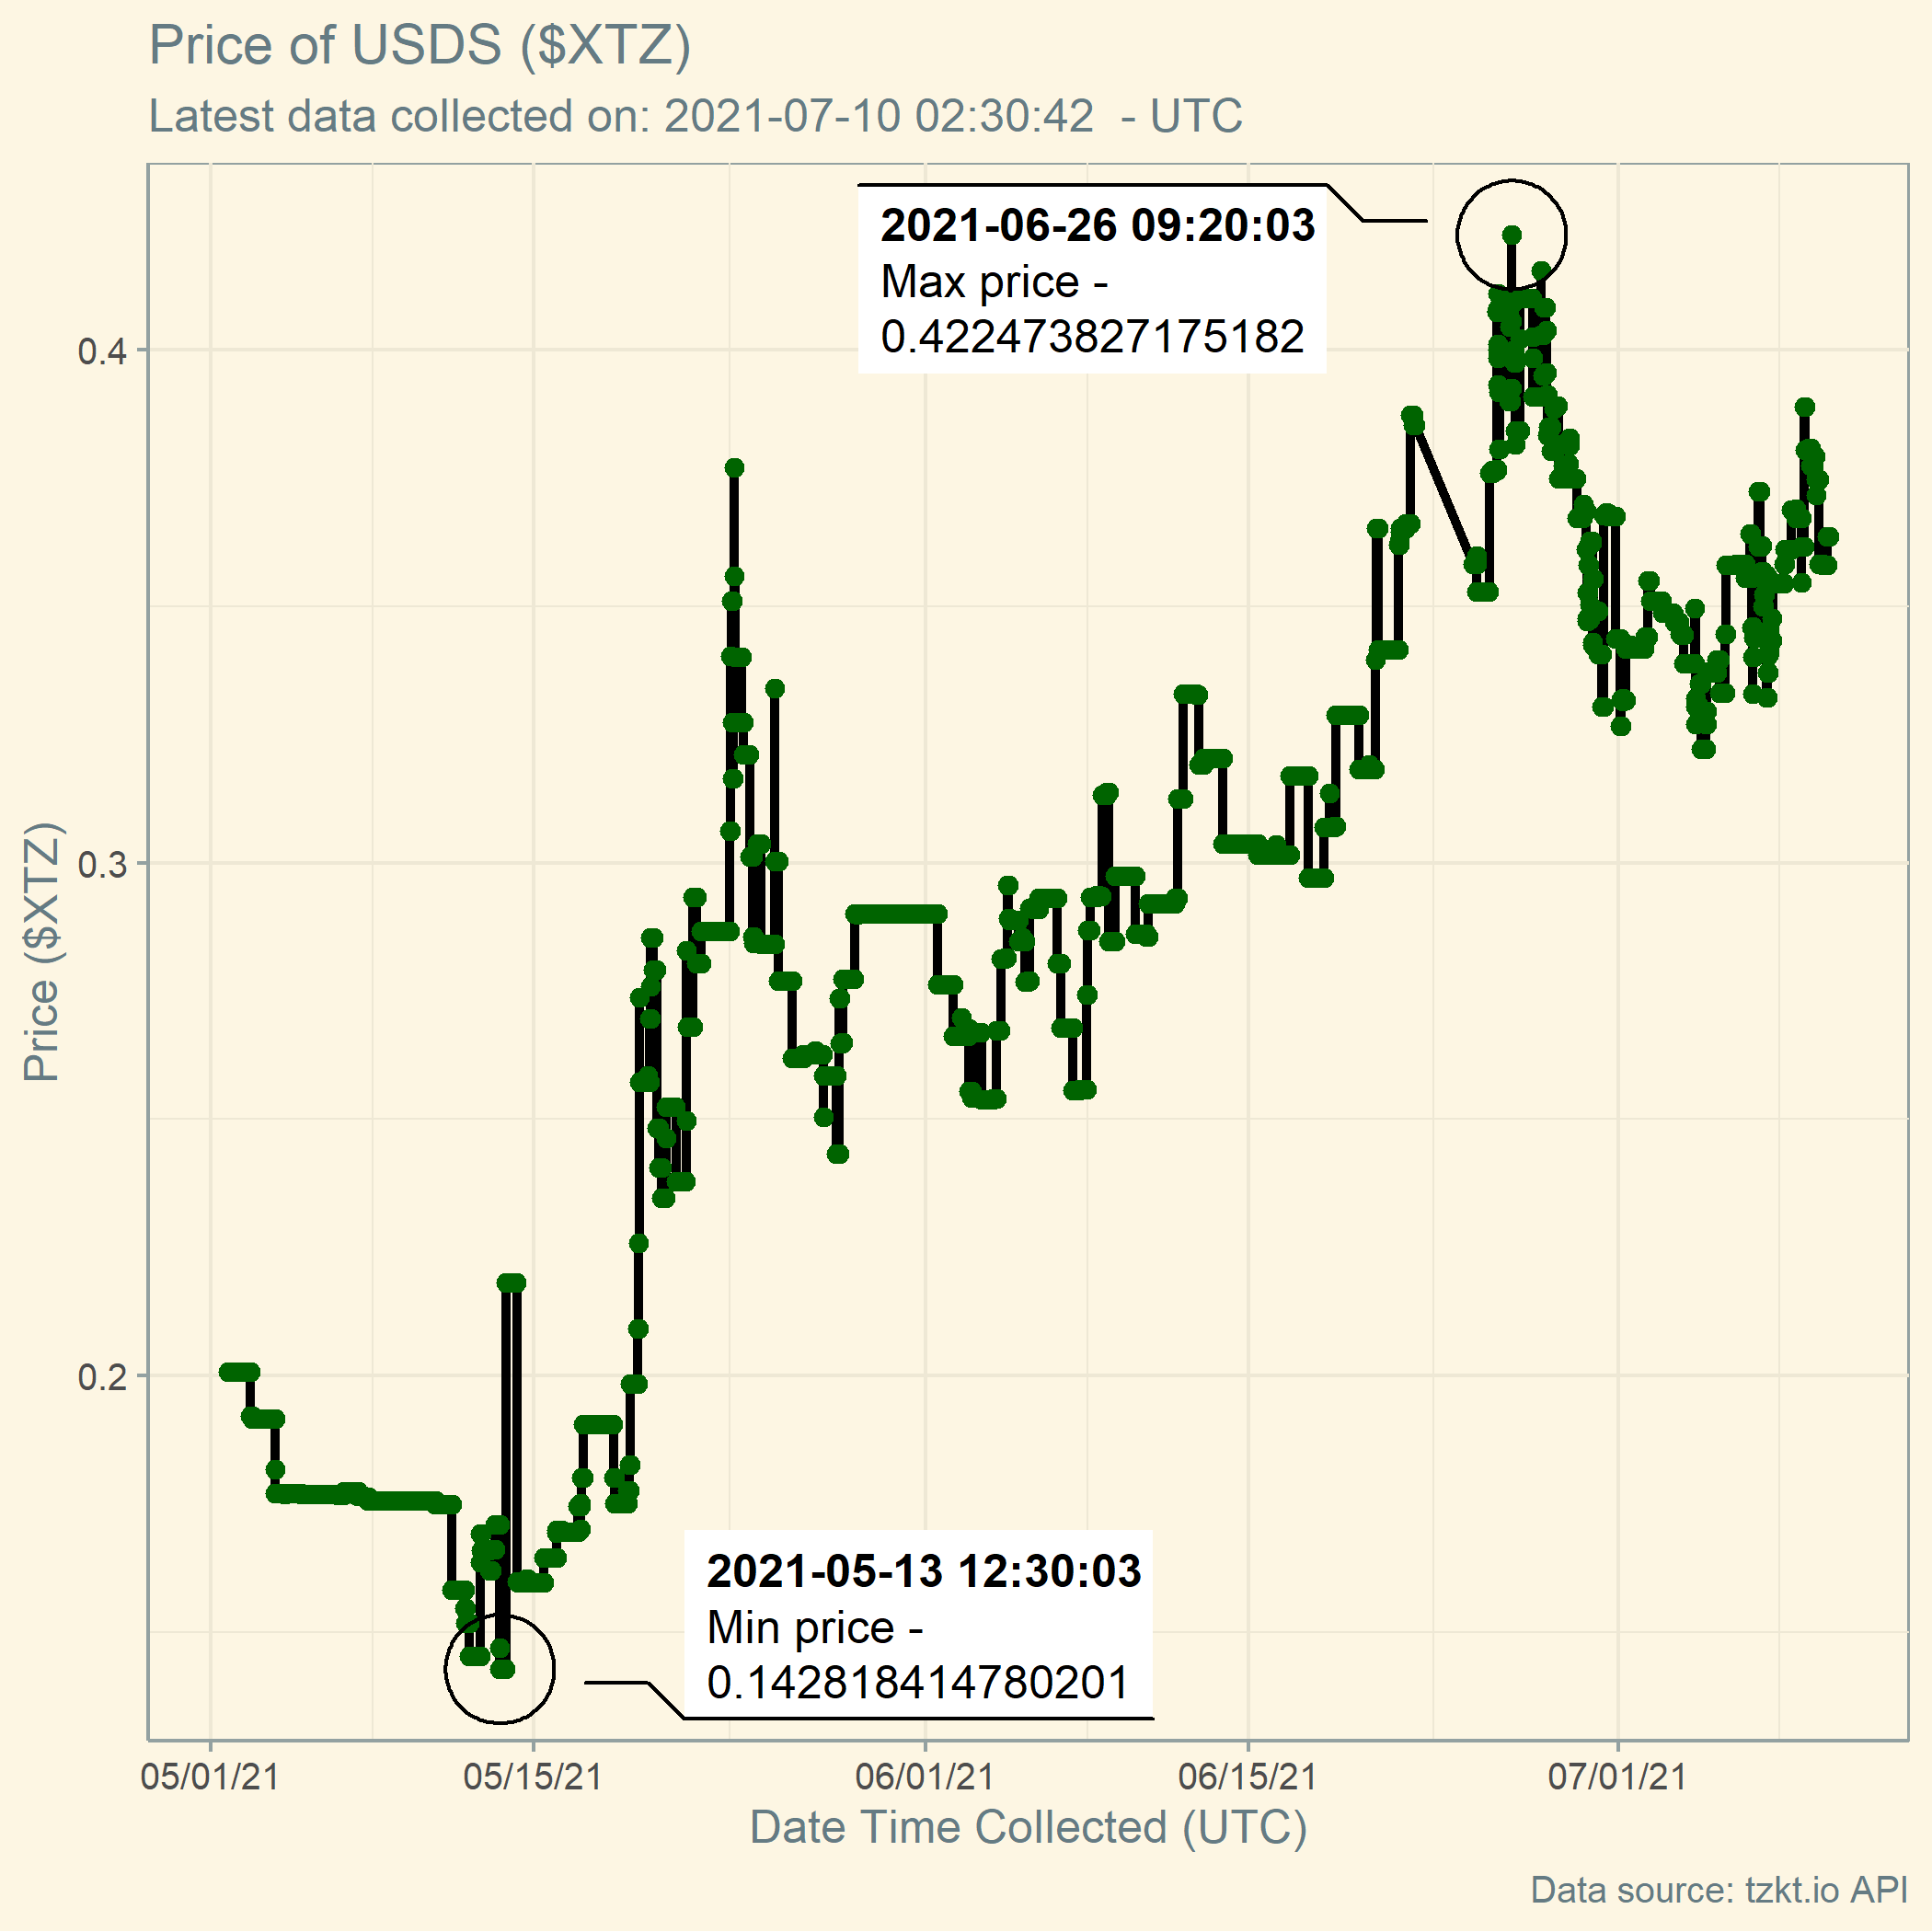 Price of USDS ($XTZ)
Latest data collected on: 2021-07-10 02:30:42  - UTC
2021-06-26 09:20:03
Max price -
0.422473827175182
0.4
0.3
0.2
Price ($XTZ)
2021-05-13 12:30:03
Min price -
0.142818414780201
05/01/21
05/15/21
06/01/21
06/15/21
07/01/21
Date Time Collected (UTC)
Data source: tzkt.io API